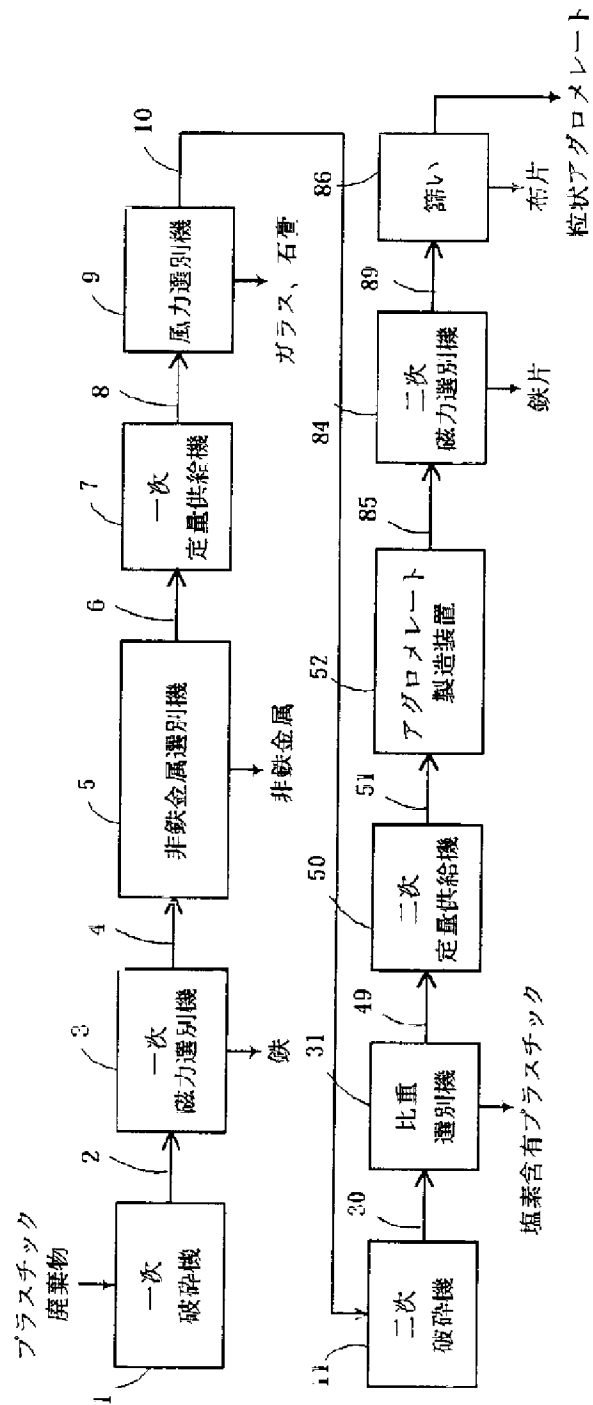 プラスチック
廃棄物
1
一次
破砕機
2
3
一次
磁力選別機
鉄
4
5
非鉄金属選別機
非鉄金属
6
7
一次
定量供給機
8
9
風力選別機
ガラス、石膏
10
11
二次
破砕機
30
31
比重
選別機
塩素含有プラスチック
49
50
二次
定量供給機
51
52
アグロメレート
製造装置
85
84
二次
磁力選別機
鉄片
89
86
篩い
布片
粒状アグロメレート